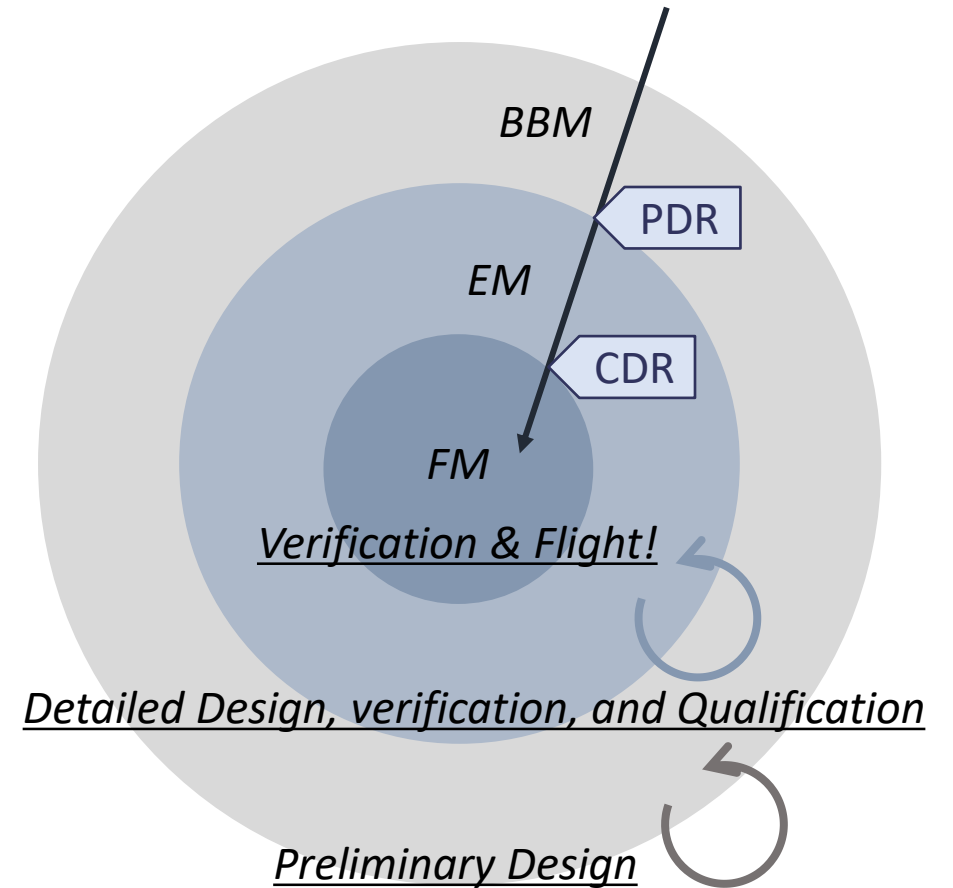 BBM
PDR
EM
CDR
FM
Verification & Flight!
Detailed Design, verification, and Qualification
Preliminary Design